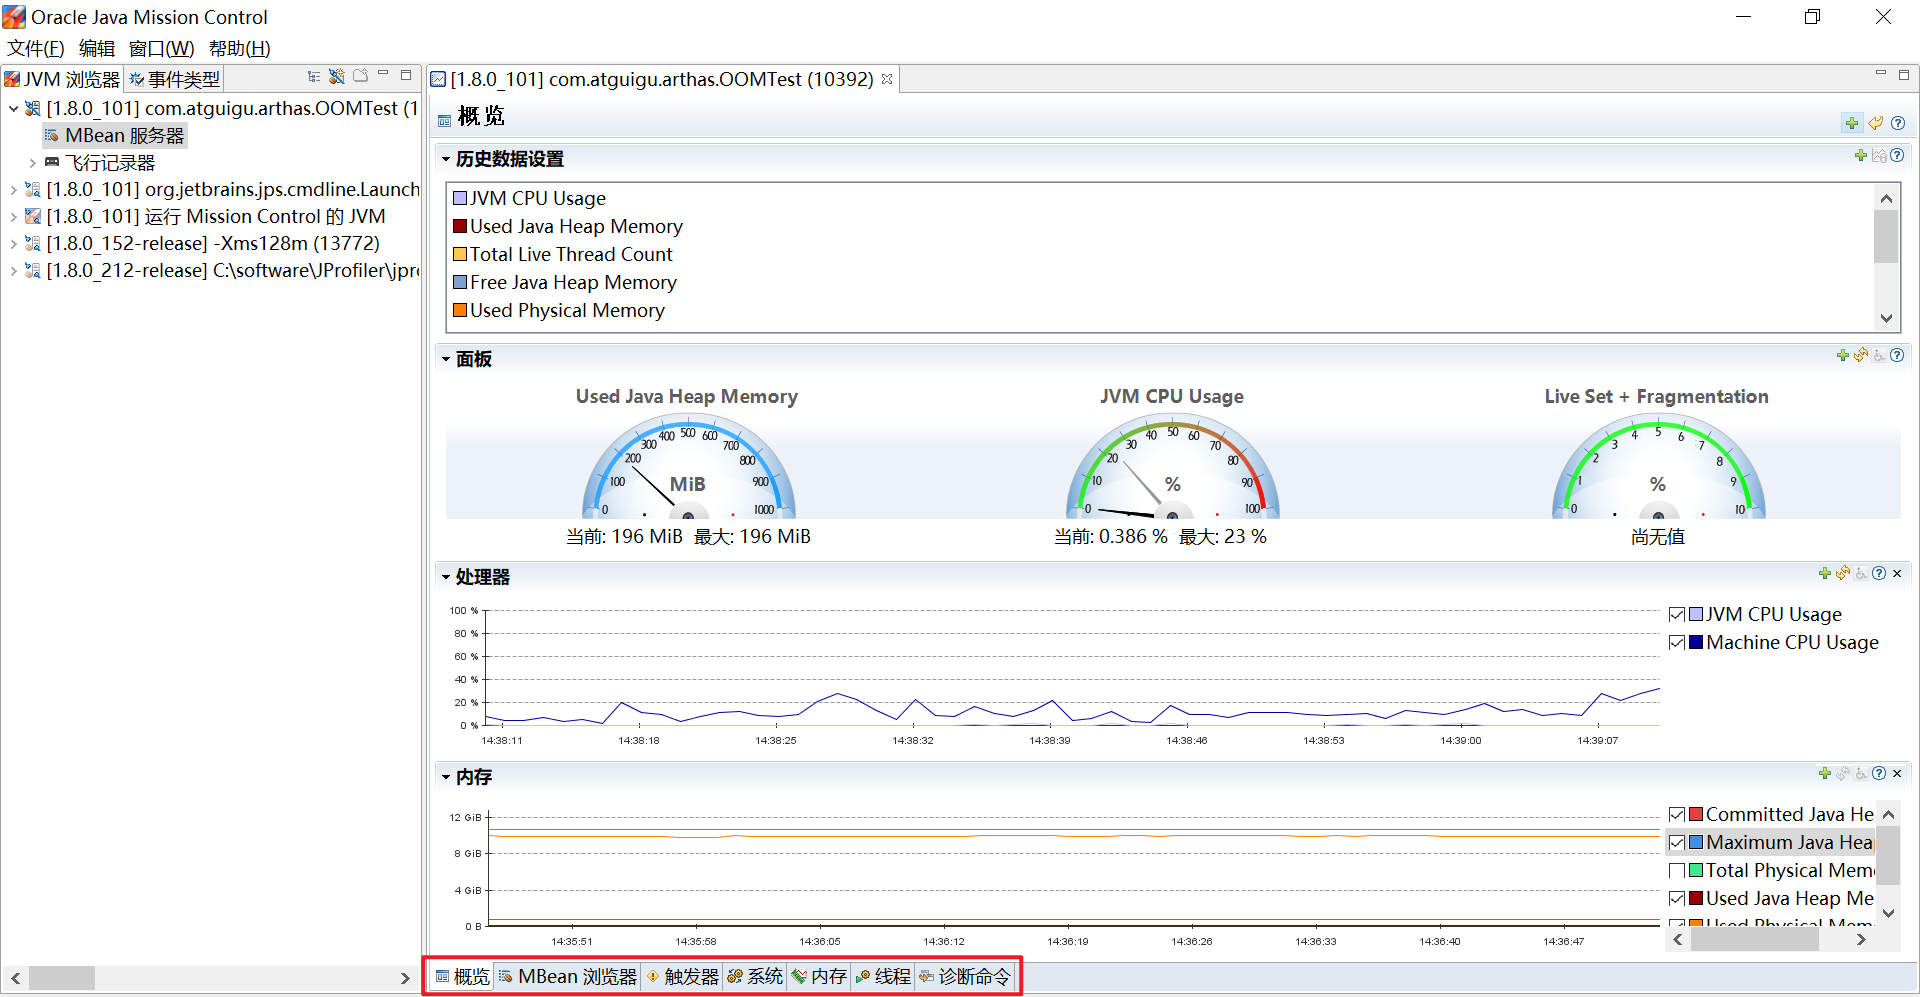 Oracle Java Mission Control
文件(F) 编辑 窗口(W) 帮助(H)
JVM 浏览器 事件类型
[1.8.0_101] com.atguigu.arthas.OOMTest (1
MBean 服务器
飞行记录器
[1.8.0_101] org.jetbrains.jps.cmdline.Launch
[1.8.0_101] 运行 Mission Control 的 JVM
[1.8.0_152-release] -Xms128m (13772)
[1.8.0_212-release] C:\software\JProfiler\jpro
[1.8.0_101] com.atguigu.arthas.OOMTest (10392)
概览
历史数据设置
JVM CPU Usage
Used Java Heap Memory
Total Live Thread Count
Free Java Heap Memory
Used Physical Memory
面板
Used Java Heap Memory
0 100 200 300 400 500 600 700 800 900 1000
MiB
当前: 196 MiB 最大: 196 MiB
JVM CPU Usage
0 10 20 30 40 50 60 70 80 90 100
%
当前: 0.386 % 最大: 23 %
Live Set + Fragmentation
0 1 2 3 4 5 6 7 8 9 10
%
尚无值
处理器
100 %
80 %
60 %
40 %
20 %
0 %
14:38:11 14:38:18 14:38:25 14:38:32 14:38:39 14:38:46 14:38:53 14:39:00 14:39:07
JVM CPU Usage
Machine CPU Usage
内存
12 GiB
8 GiB
4 GiB
0 B
14:35:51 14:35:58 14:36:05 14:36:12 14:36:19 14:36:26 14:36:33 14:36:40 14:36:47
Committed Java He
Maximum Java Hea
Total Physical Mem
Used Java Heap Me
Used Physical Mem
概览 MBean 浏览器 触发器 系统 内存 线程 诊断命令